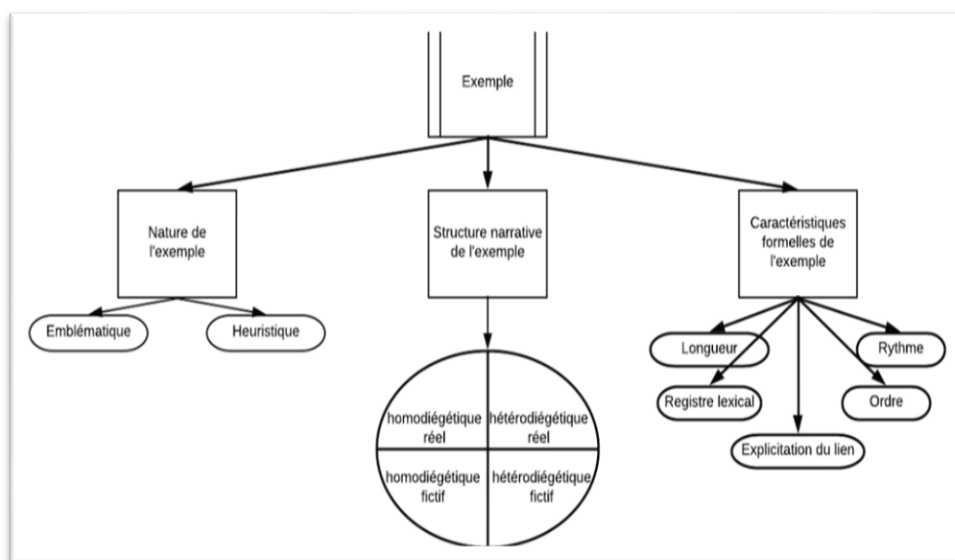 Exemple
Nature de
l'exemple
Structure narrative
de l'exemple
Caractéristiques
formelles de
l'exemple
Emblématique
Heuristique
homodiégétique
réel
hétérodiégétique
réel
homodiégétique
fictif
hétérodiégétique
fictif
Longueur
Rythme
Registre lexical
Ordre
Explicitation du lien